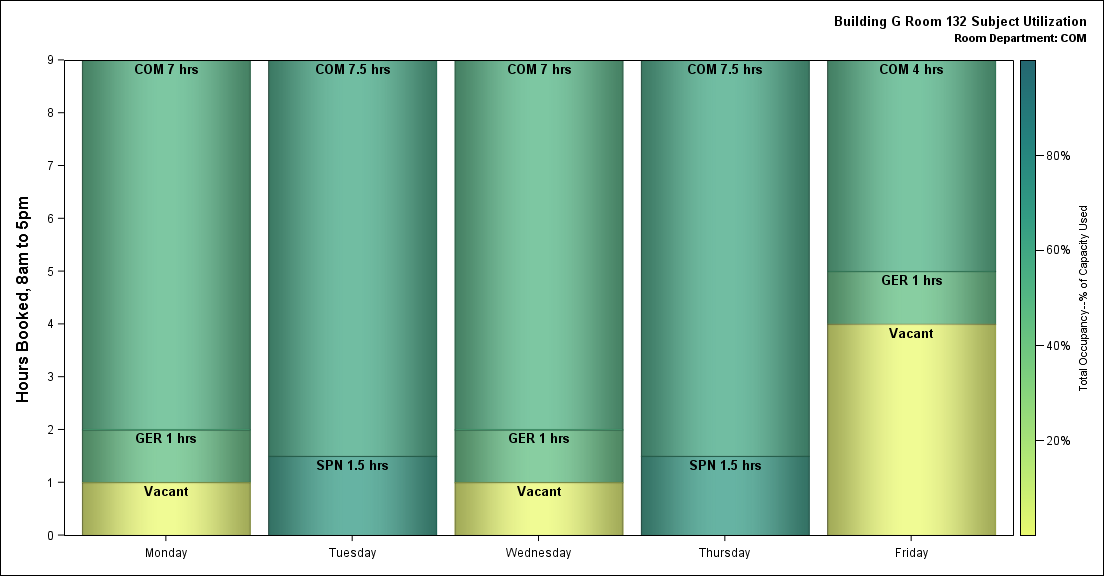 Building G Room 132 Subject Utilization
Room Department: COM
Hours Booked, 8am to 5pm
9
8
7
6
5
4
3
2
1
0
COM 7 hrs
GER 1 hrs
Vacant
COM 7.5 hrs
SPN 1.5 hrs
COM 7 hrs
GER 1 hrs
Vacant
COM 7.5 hrs
SPN 1.5 hrs
COM 4 hrs
GER 1 hrs
Vacant
Monday
Tuesday
Wednesday
Thursday
Friday
80%
60%
40%
20%
Total Occupancy--% of Capacity Used